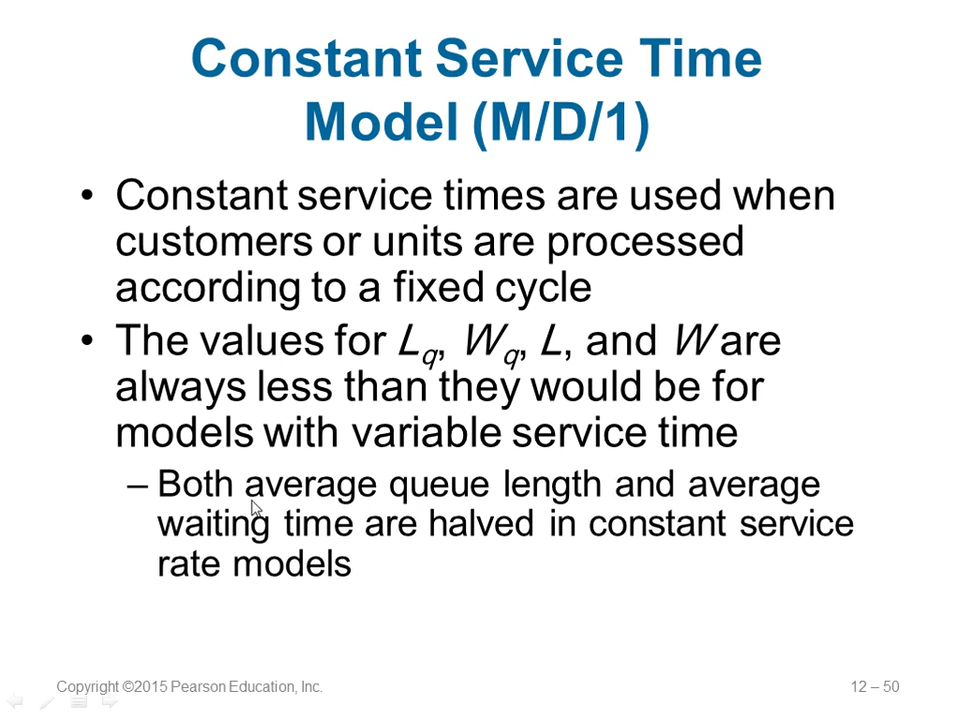 Constant Service Time
Model (M/D/1)
• Constant service times are used when
customers or units are processed
according to a fixed cycle
• The values for Lq, Wq, L, and W are
always less than they would be for
models with variable service time
– Both average queue length and average
waiting time are halved in constant service
rate models
Copyright ©2015 Pearson Education, Inc.
12 – 50